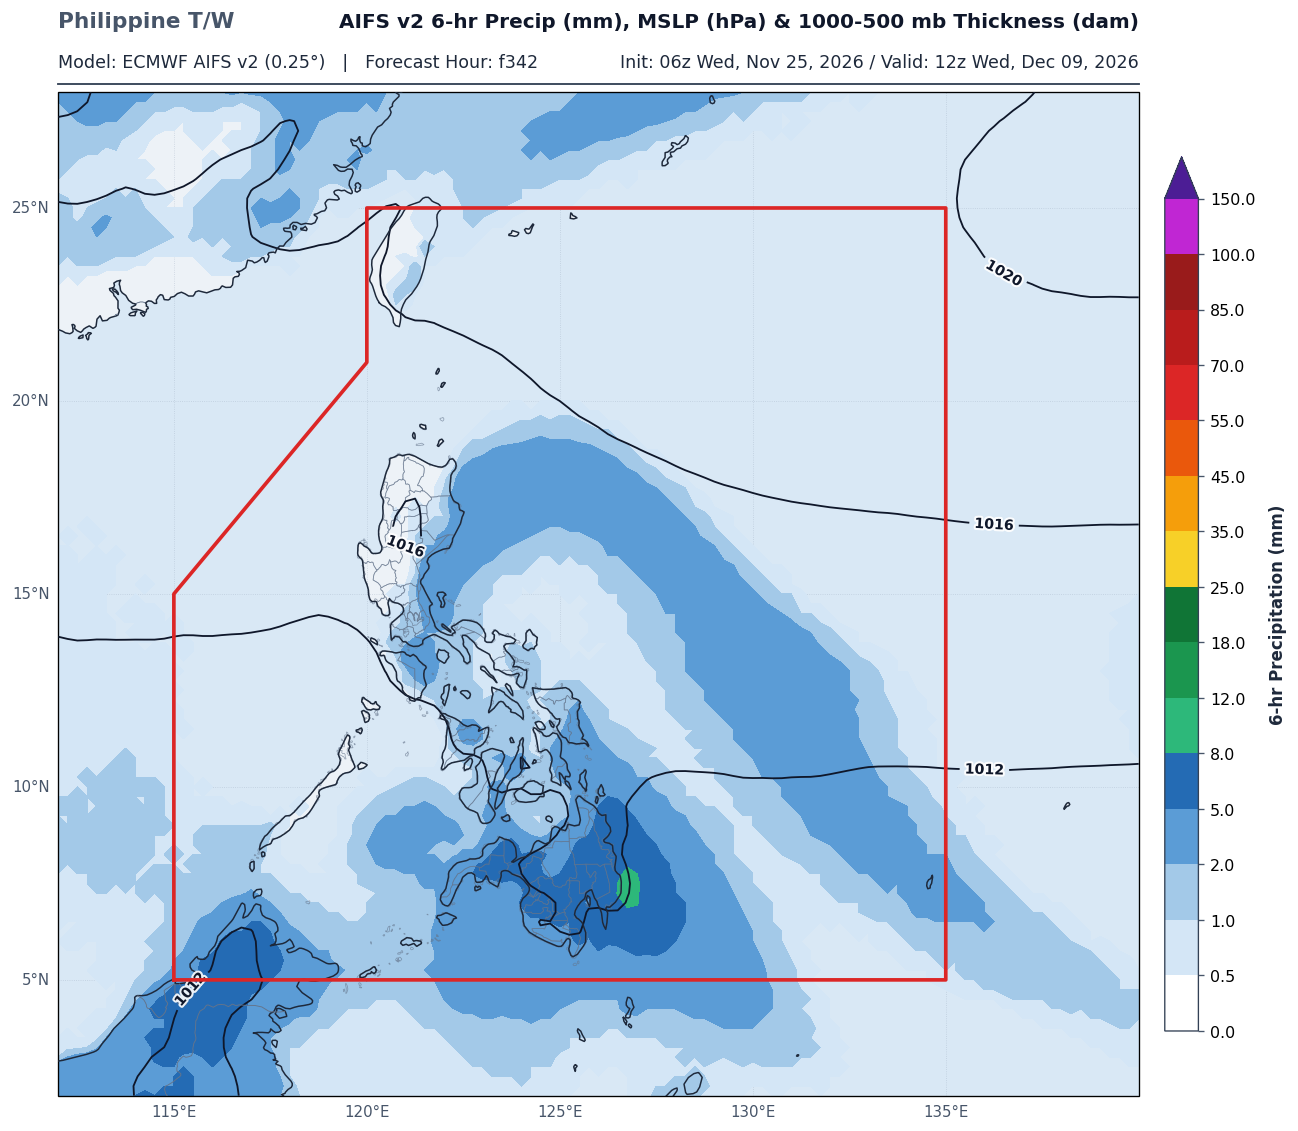 Philippine T/W
AIFS v2 6-hr Precip (mm), MSLP (hPa) & 1000-500 mb Thickness (dam)
Model: ECMWF AIFS v2 (0.25°)   |   Forecast Hour: f342
Init: 06z Wed, Nov 25, 2026 / Valid: 12z Wed, Dec 09, 2026
25°N
20°N
15°N
10°N
5°N
1020
1016
1016
1012
1012
115°E
120°E
125°E
130°E
135°E
150.0
100.0
85.0
70.0
55.0
45.0
35.0
25.0
18.0
12.0
8.0
5.0
2.0
1.0
0.5
0.0
6-hr Precipitation (mm)